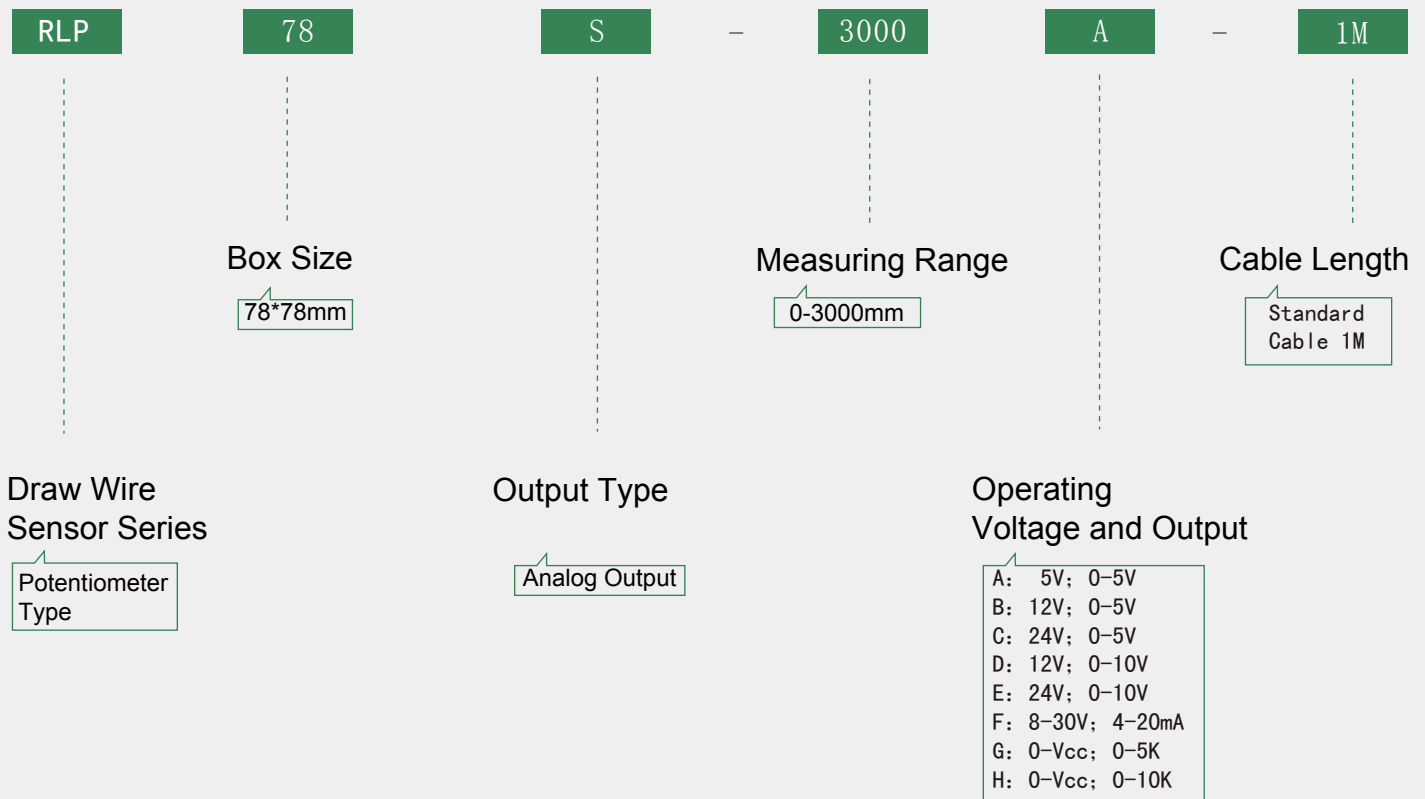 RLP 78 S - 3000 A - 1M
Box Size
78*78mm
Measuring Range
0-3000mm
Cable Length
Standard
Cable 1M
Draw Wire
Sensor Series
Potentiometer
Type
Output Type
Analog Output
Operating
Voltage and Output
A： 5V；0-5V
B：12V；0-5V
C：24V；0-5V
D：12V；0-10V
E：24V；0-10V
F：8-30V；4-20mA
G：0-Vcc；0-5K
H：0-Vcc；0-10K